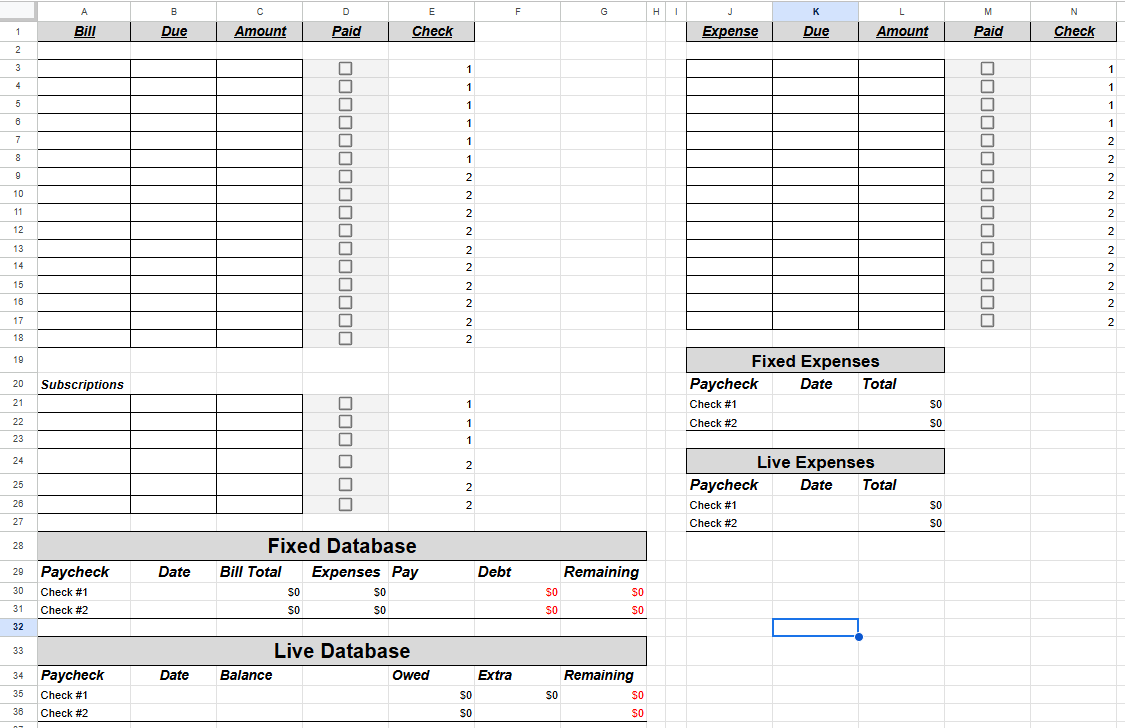 A B C D E F G H I J K L M N
1 Bill Due Amount Paid Check Expense Due Amount Paid Check
2
3 1 1
4 1 1
5 1 1
6 1 1
7 1 2
8 1 2
9 2 2
10 2 2
11 2 2
12 2 2
13 2 2
14 2 2
15 2 2
16 2 2
17 2 2
18 2
19 Fixed Expenses
20 Subscriptions Paycheck Date Total
21 1 Check #1 $0
22 1 Check #2 $0
23 1
24 2 Live Expenses
25 2 Paycheck Date Total
26 2 Check #1 $0
27 Check #2 $0
28 Fixed Database
29 Paycheck Date Bill Total Expenses Pay Debt Remaining
30 Check #1 $0 $0 $0 $0
31 Check #2 $0 $0 $0 $0
32
33 Live Database
34 Paycheck Date Balance Owed Extra Remaining
35 Check #1 $0 $0 $0
36 Check #2 $0 $0